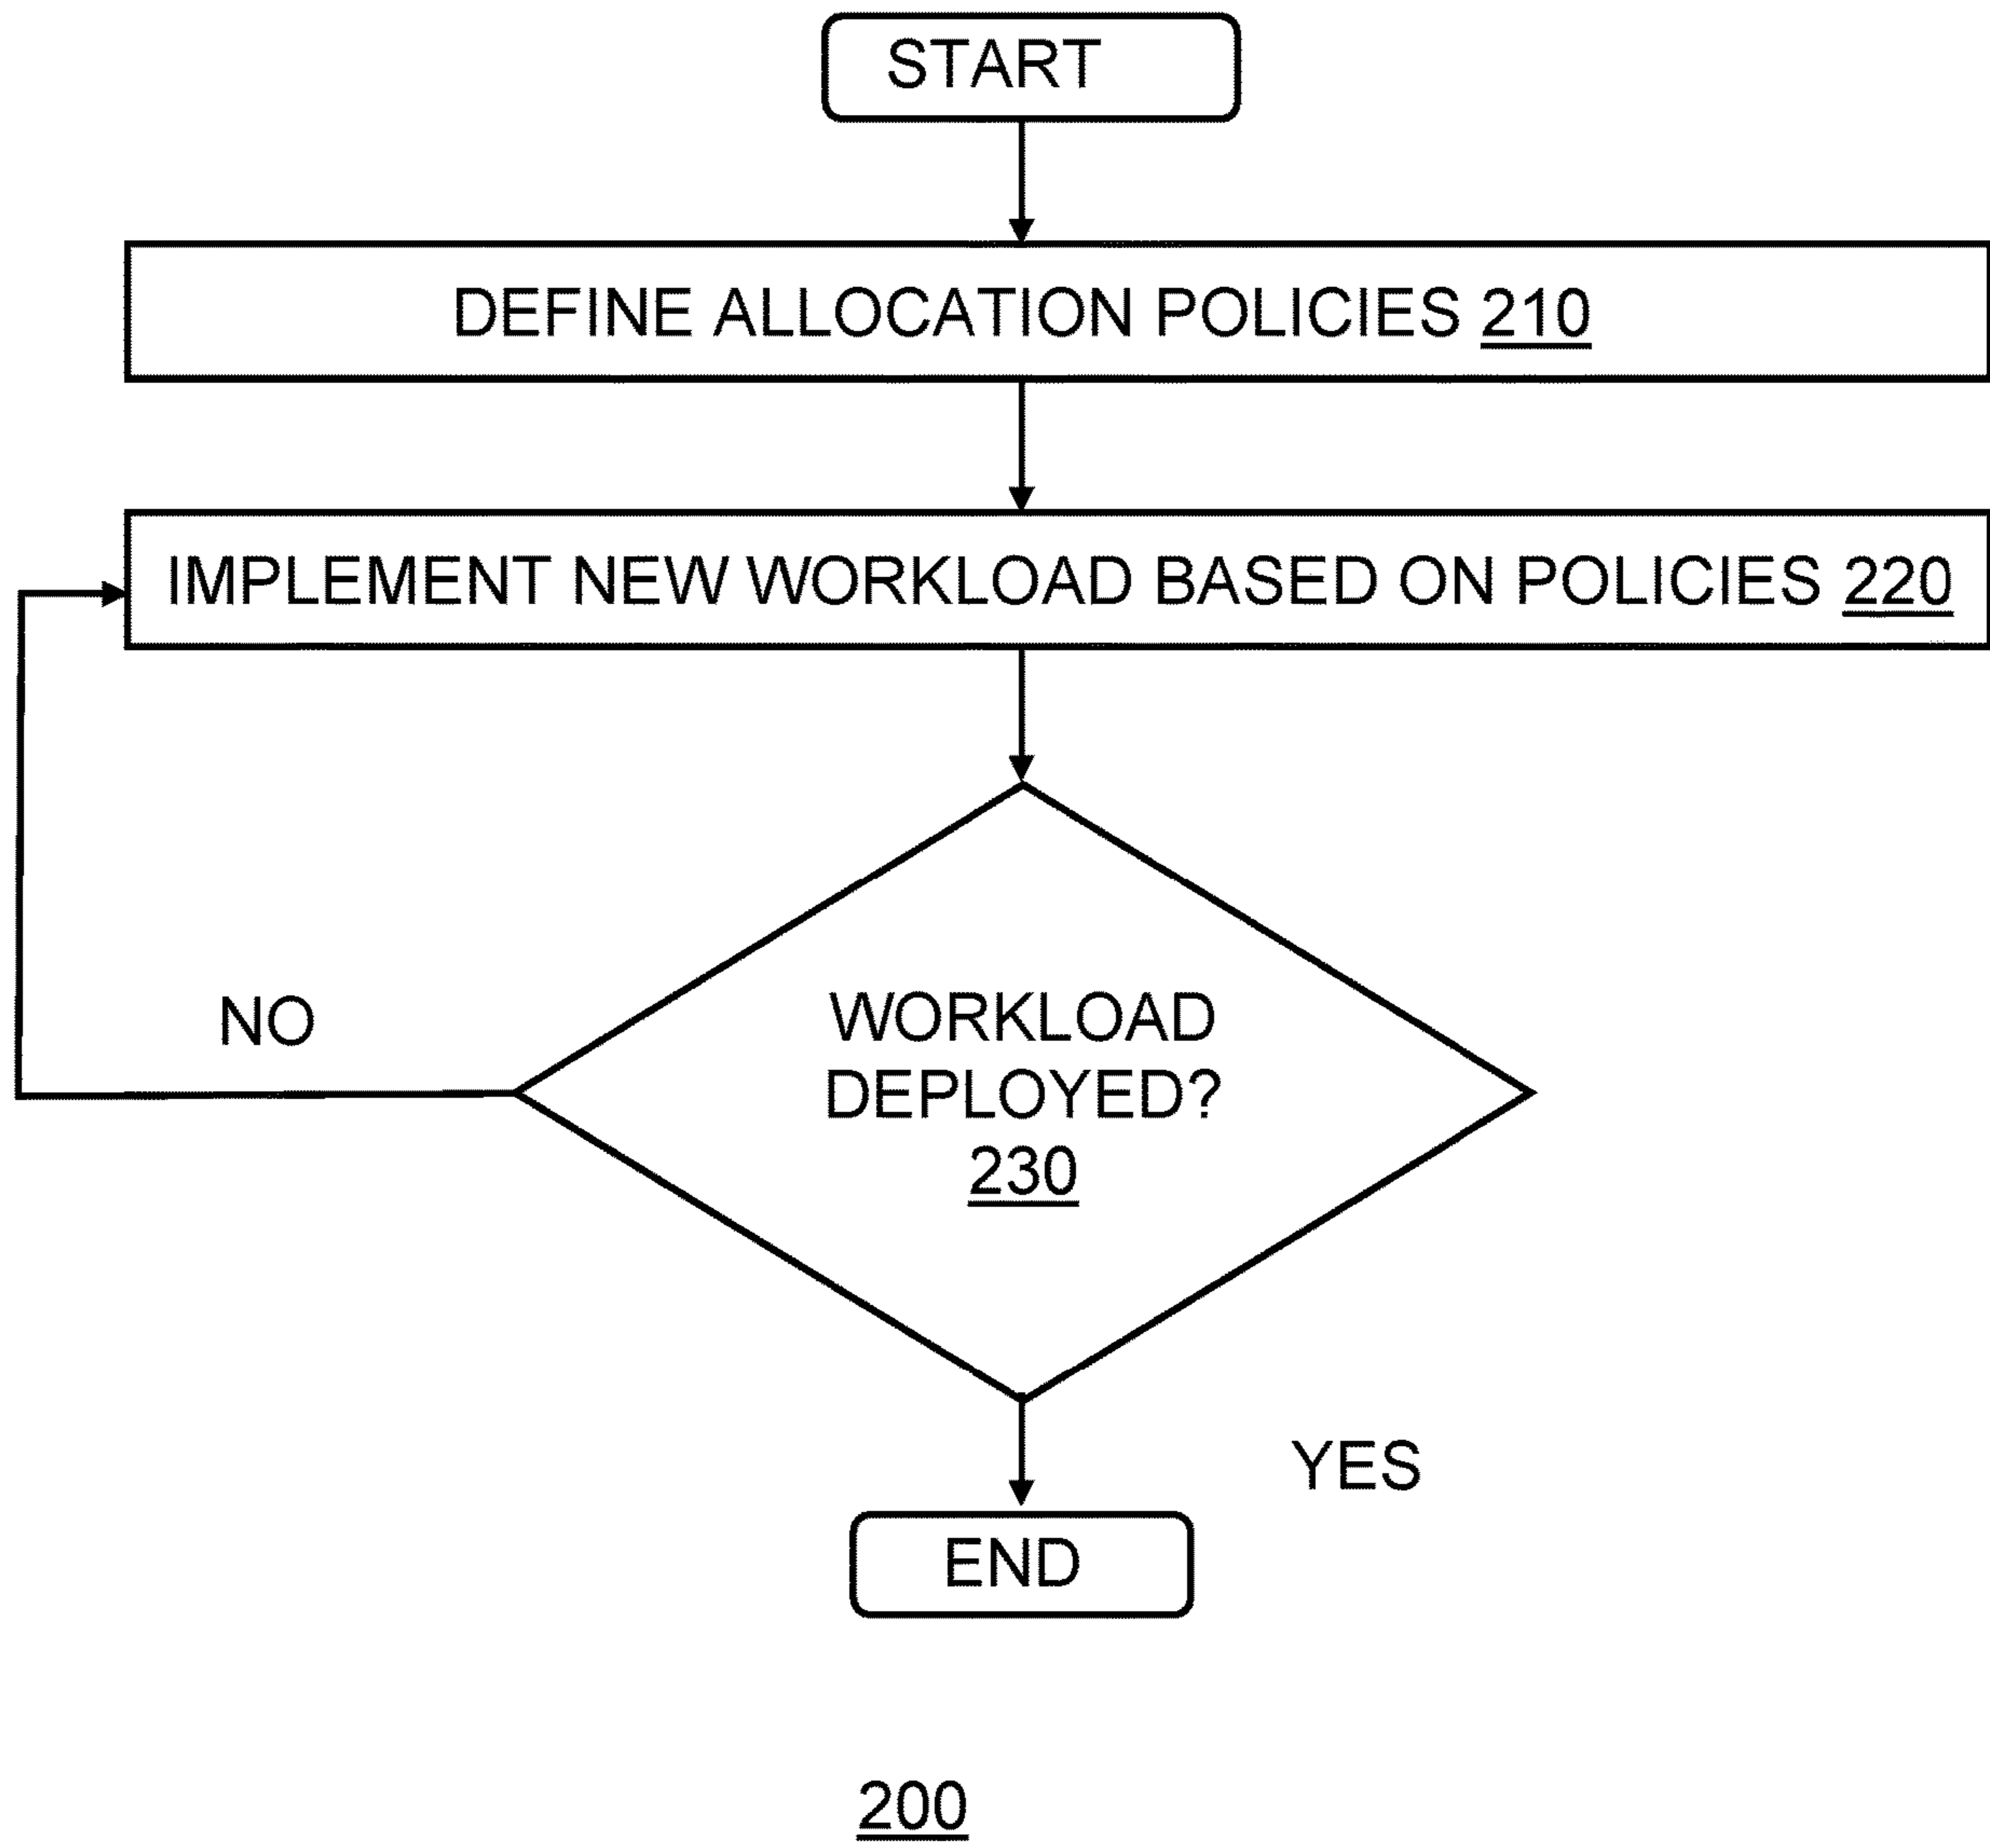 START
DEFINE ALLOCATION POLICIES 210
IMPLEMENT NEW WORKLOAD BASED ON POLICIES 220
NO
WORKLOAD
DEPLOYED?
230
YES
END
200